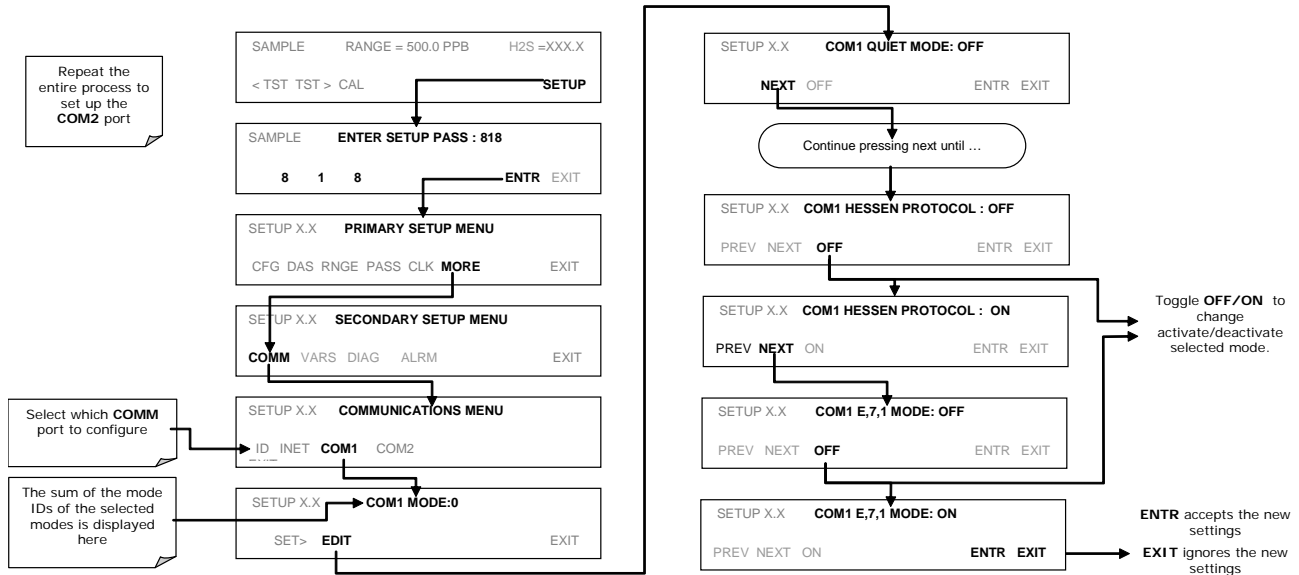 Repeat the
entire process to
set up the
COM2 port
SAMPLE RANGE = 500.0 PPB H2S =XXX.X
< TST TST > CAL SETUP
SAMPLE ENTER SETUP PASS : 818
8 1 8 ENTR EXIT
SETUP X.X PRIMARY SETUP MENU
CFG DAS RNGE PASS CLK MORE EXIT
SETUP X.X SECONDARY SETUP MENU
COMM VARS DIAG ALRM EXIT
Select which COMM
port to configure
SETUP X.X COMMUNICATIONS MENU
ID INET COM1 COM2
The sum of the mode
IDs of the selected
modes is displayed
here
SETUP X.X COM1 MODE:0
SET> EDIT EXIT
SETUP X.X COM1 QUIET MODE: OFF
NEXT OFF ENTR EXIT
Continue pressing next until …
SETUP X.X COM1 HESSEN PROTOCOL : OFF
PREV NEXT OFF ENTR EXIT
SETUP X.X COM1 HESSEN PROTOCOL : ON
PREV NEXT ON ENTR EXIT
Toggle OFF/ON to
change
activate/deactivate
selected mode.
SETUP X.X COM1 E,7,1 MODE: OFF
PREV NEXT OFF ENTR EXIT
SETUP X.X COM1 E,7,1 MODE: ON
PREV NEXT ON ENTR EXIT
ENTR accepts the new
settings
EXIT ignores the new
settings